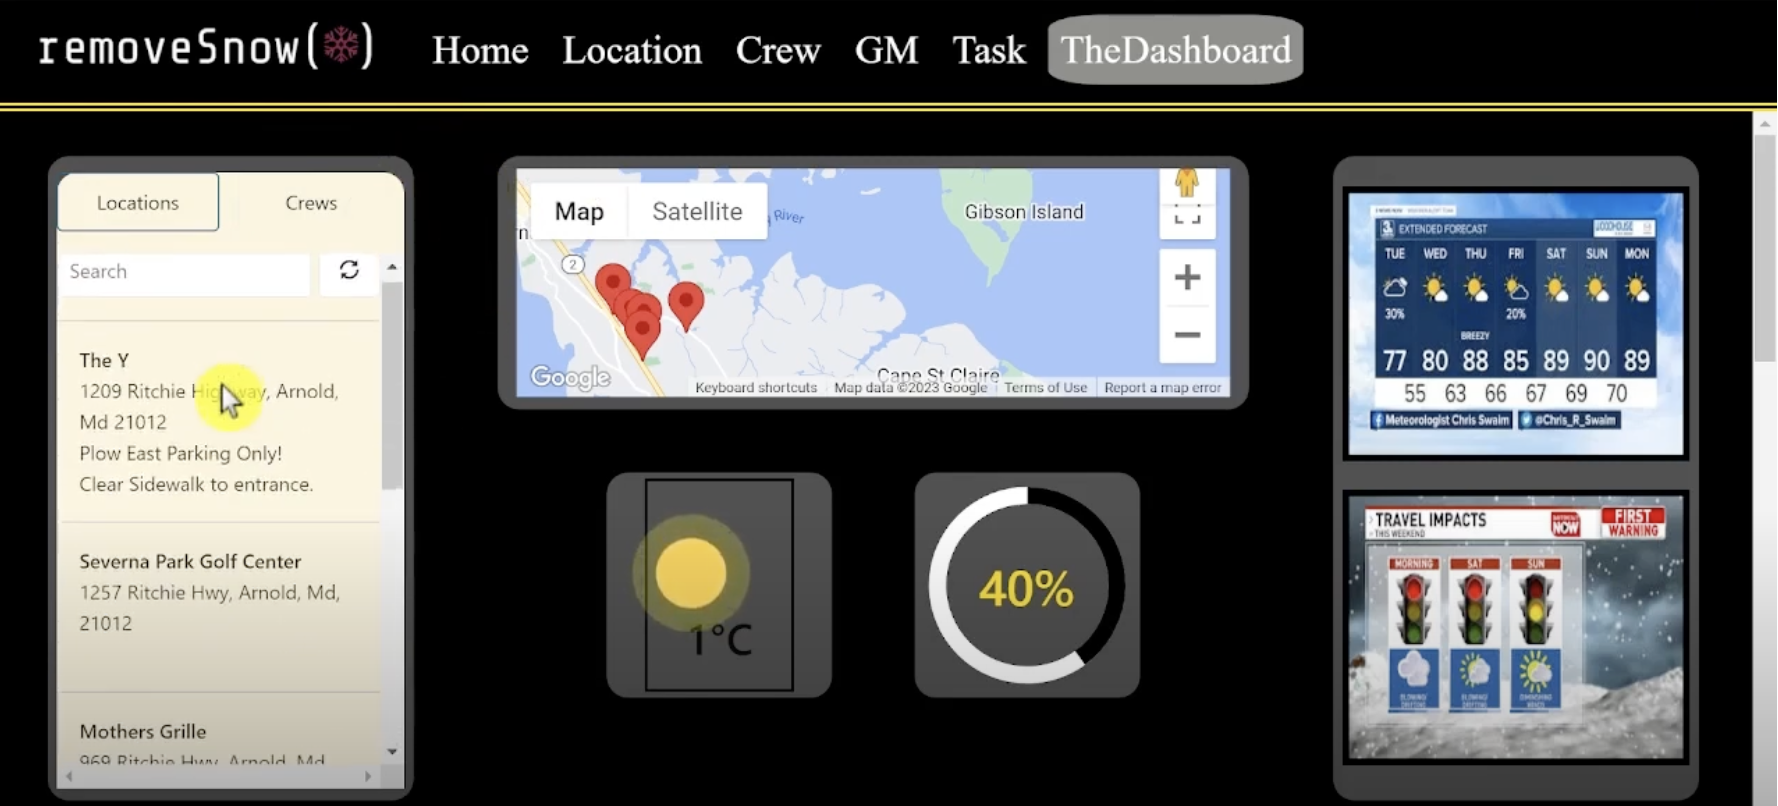 removeSnow( )
Home Location Crew GM Task TheDashboard
Locations Crews
Search
The Y
1209 Ritchie Highway, Arnold,
Md 21012
Plow East Parking Only!
Clear Sidewalk to entrance.
Severna Park Golf Center
1257 Ritchie Hwy, Arnold, Md,
21012
Mothers Grille
969 Ritchie Hwy, Arnold, Md
Map Satellite
River
Gibson Island
2
Cape St Claire
Google
Keyboard shortcuts Map data ©2023 Google Terms of Use Report a map error
1°C
40%
3 EXTENDED FORECAST
TUE WED THU FRI SAT SUN MON
30% 20%
BREEZY
77 80 88 85 89 90 89
55 63 66 67 69 70
Meteorologist Chris Swaim @Chris_R_Swaim
TRAVEL IMPACTS
THIS WEEKEND
NOW
FIRST
WARNING
MORNING SAT SUN